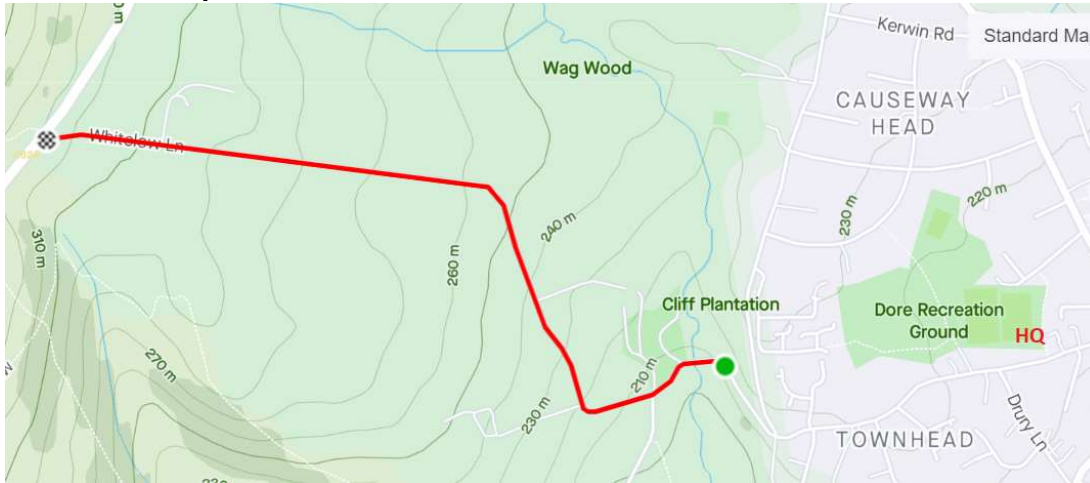 Kerwin Rd
Standard Ma
Wag Wood
CAUSEWAY
HEAD
Whitelow Ln
220 m
230 m
240 m
310 m
260 m
Cliff Plantation
Dore Recreation
Ground
HQ
270 m
210 m
230 m
Drury Ln
TOWNHEAD